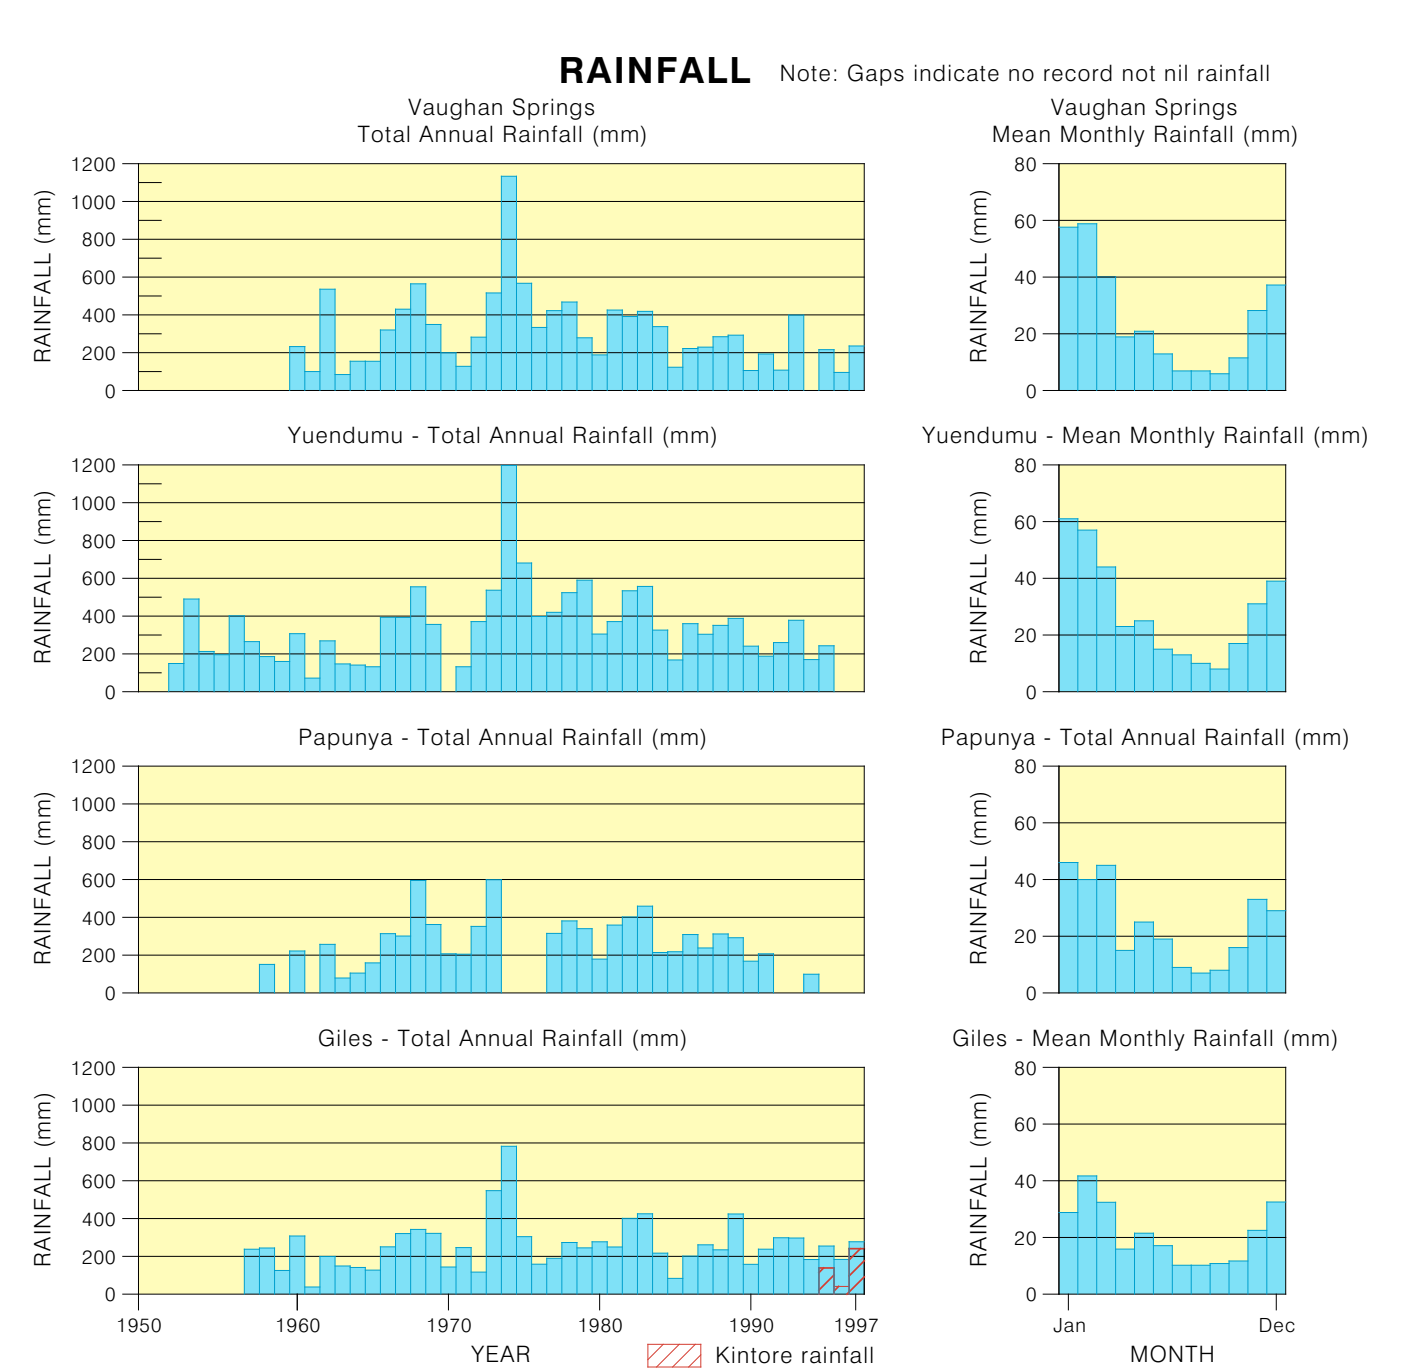 RAINFALL Note: Gaps indicate no record not nil rainfall
Vaughan Springs
Total Annual Rainfall (mm)
RAINFALL (mm)
1200
1000
800
600
400
200
0
Vaughan Springs
Mean Monthly Rainfall (mm)
RAINFALL (mm)
80
60
40
20
0
Yuendumu - Total Annual Rainfall (mm)
RAINFALL (mm)
1200
1000
800
600
400
200
0
Yuendumu - Mean Monthly Rainfall (mm)
RAINFALL (mm)
80
60
40
20
0
Papunya - Total Annual Rainfall (mm)
RAINFALL (mm)
1200
1000
800
600
400
200
0
Papunya - Total Annual Rainfall (mm)
RAINFALL (mm)
80
60
40
20
0
Giles - Total Annual Rainfall (mm)
RAINFALL (mm)
1200
1000
800
600
400
200
0
1950 1960 1970 1980 1990 1997
YEAR
Kintore rainfall
Giles - Mean Monthly Rainfall (mm)
RAINFALL (mm)
80
60
40
20
0
Jan Dec
MONTH